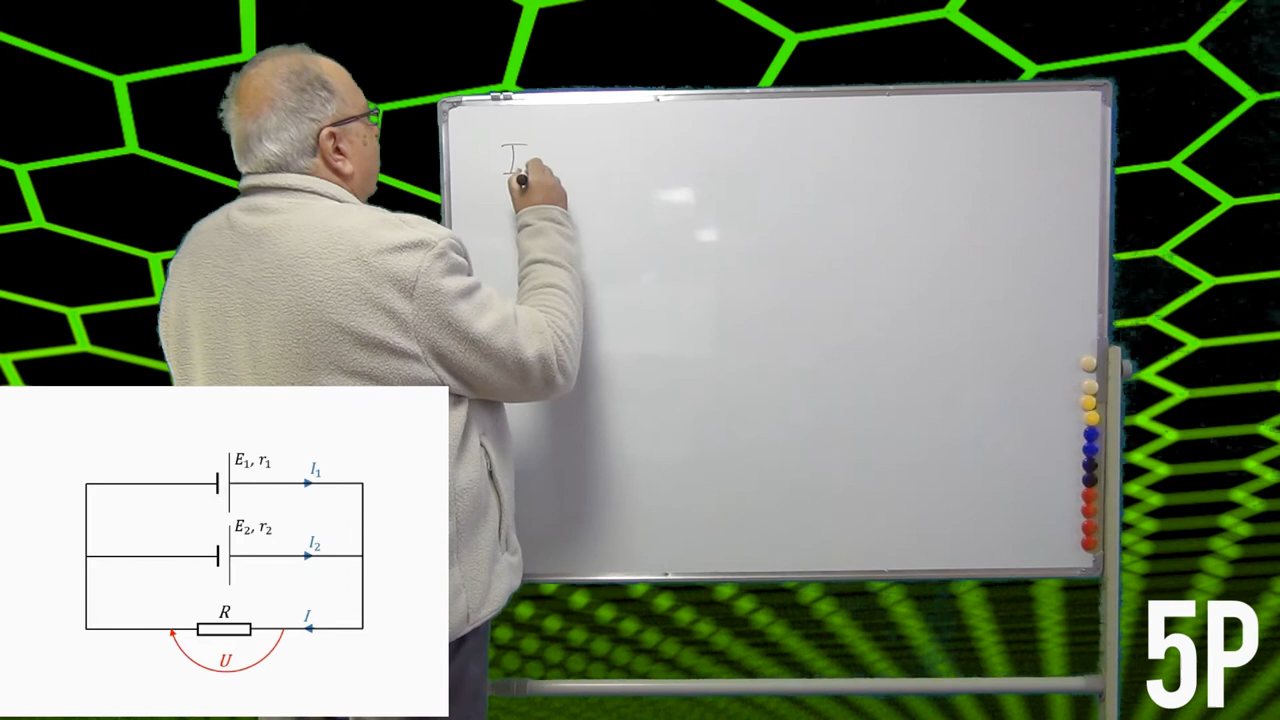 I
E₁, r₁
I₁
E₂, r₂
I₂
R
I
U
5P